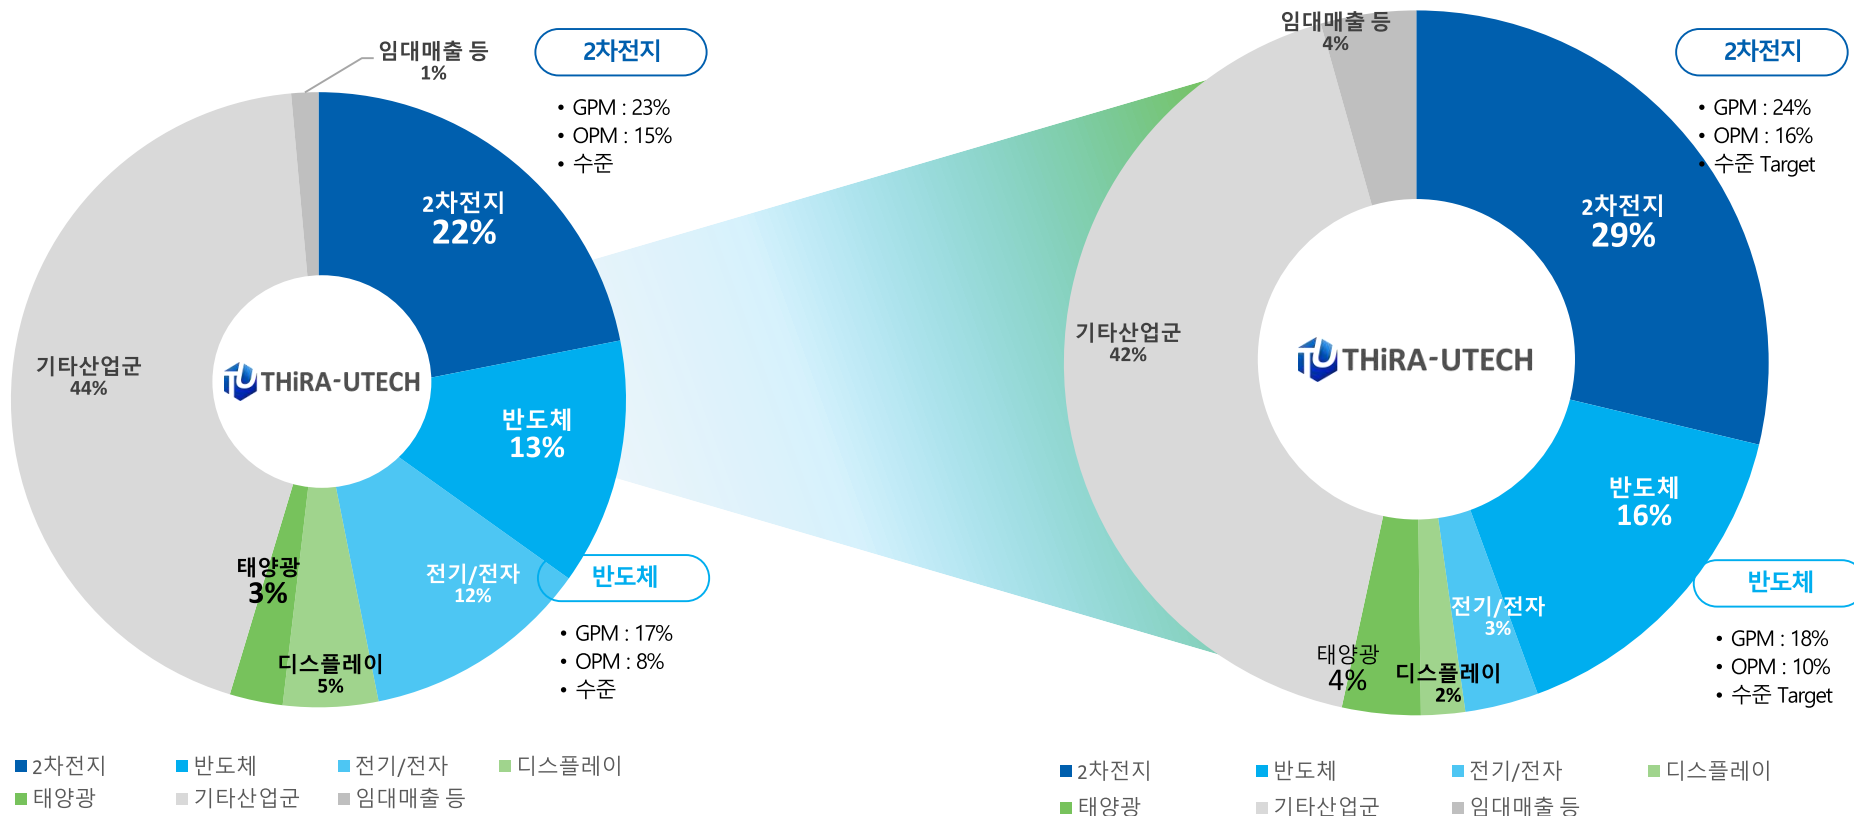 임대매출 등
1%
2차전지
• GPM : 23%
• OPM : 15%
• 수준
2차전지
22%
기타산업군
44%
THiRA-UTECH
반도체
13%
태양광
3%
전기/전자
12%
디스플레이
5%
반도체
• GPM : 17%
• OPM : 8%
• 수준
2차전지
반도체
전기/전자
디스플레이
태양광
기타산업군
임대매출 등
임대매출 등
4%
2차전지
• GPM : 24%
• OPM : 16%
• 수준 Target
2차전지
29%
기타산업군
42%
THiRA-UTECH
반도체
16%
전기/전자
3%
태양광
4%
디스플레이
2%
반도체
• GPM : 18%
• OPM : 10%
• 수준 Target
2차전지
반도체
전기/전자
디스플레이
태양광
기타산업군
임대매출 등